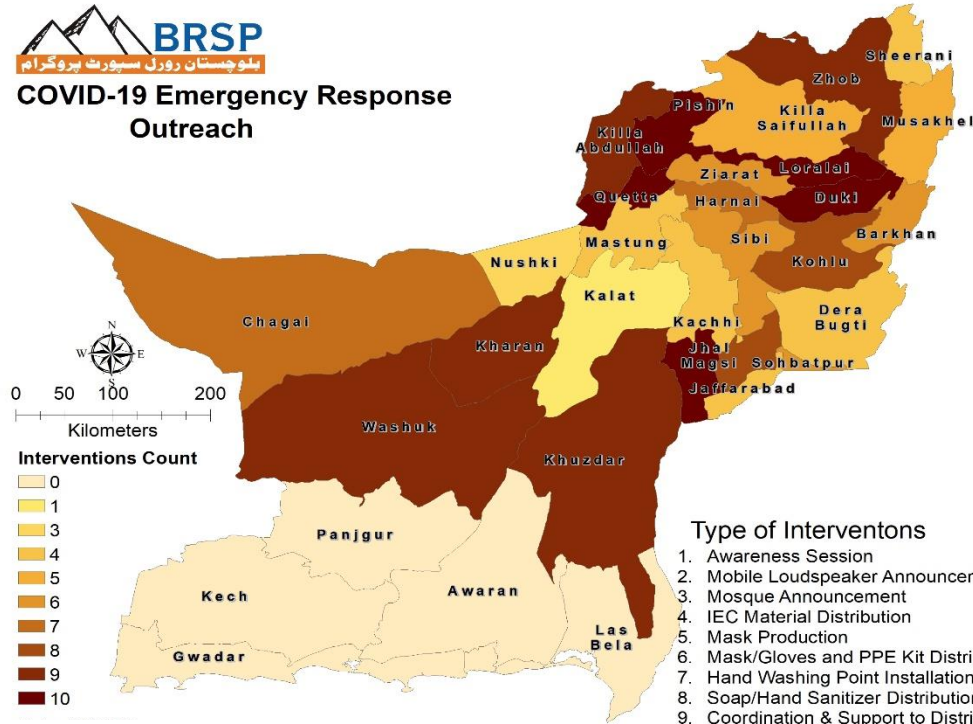 BRSP
بلوچستان رورل سپورٹ پروگرام
COVID-19 Emergency Response
Outreach
Sheerani
Zhob
Pishin
Killa
Saifullah
Musakhel
Killa
Abdullah
Loralai
Ziarat
Quetta
Harnai
Duki
Mastung
Sibi
Barkhan
Nushki
Kohlu
Kalat
Dera
Bugti
Chagai
Kachhi
Kharan
Jhal
Magsi
Sohbatpur
Jaffarabad
N
W E
S
0 50 100 200
Kilometers
Washuk
Khuzdar
Interventions Count
0
1
3
4
5
6
7
8
9
10
Panjgur
Kech
Awaran
Las
Bela
Gwadar
Type of Interventons
1. Awareness Session
2. Mobile Loudspeaker Announcem
3. Mosque Announcement
4. IEC Material Distribution
5. Mask Production
6. Mask/Gloves and PPE Kit Distri
7. Hand Washing Point Installation
8. Soap/Hand Sanitizer Distribution
9. Coordination & Support to Distri